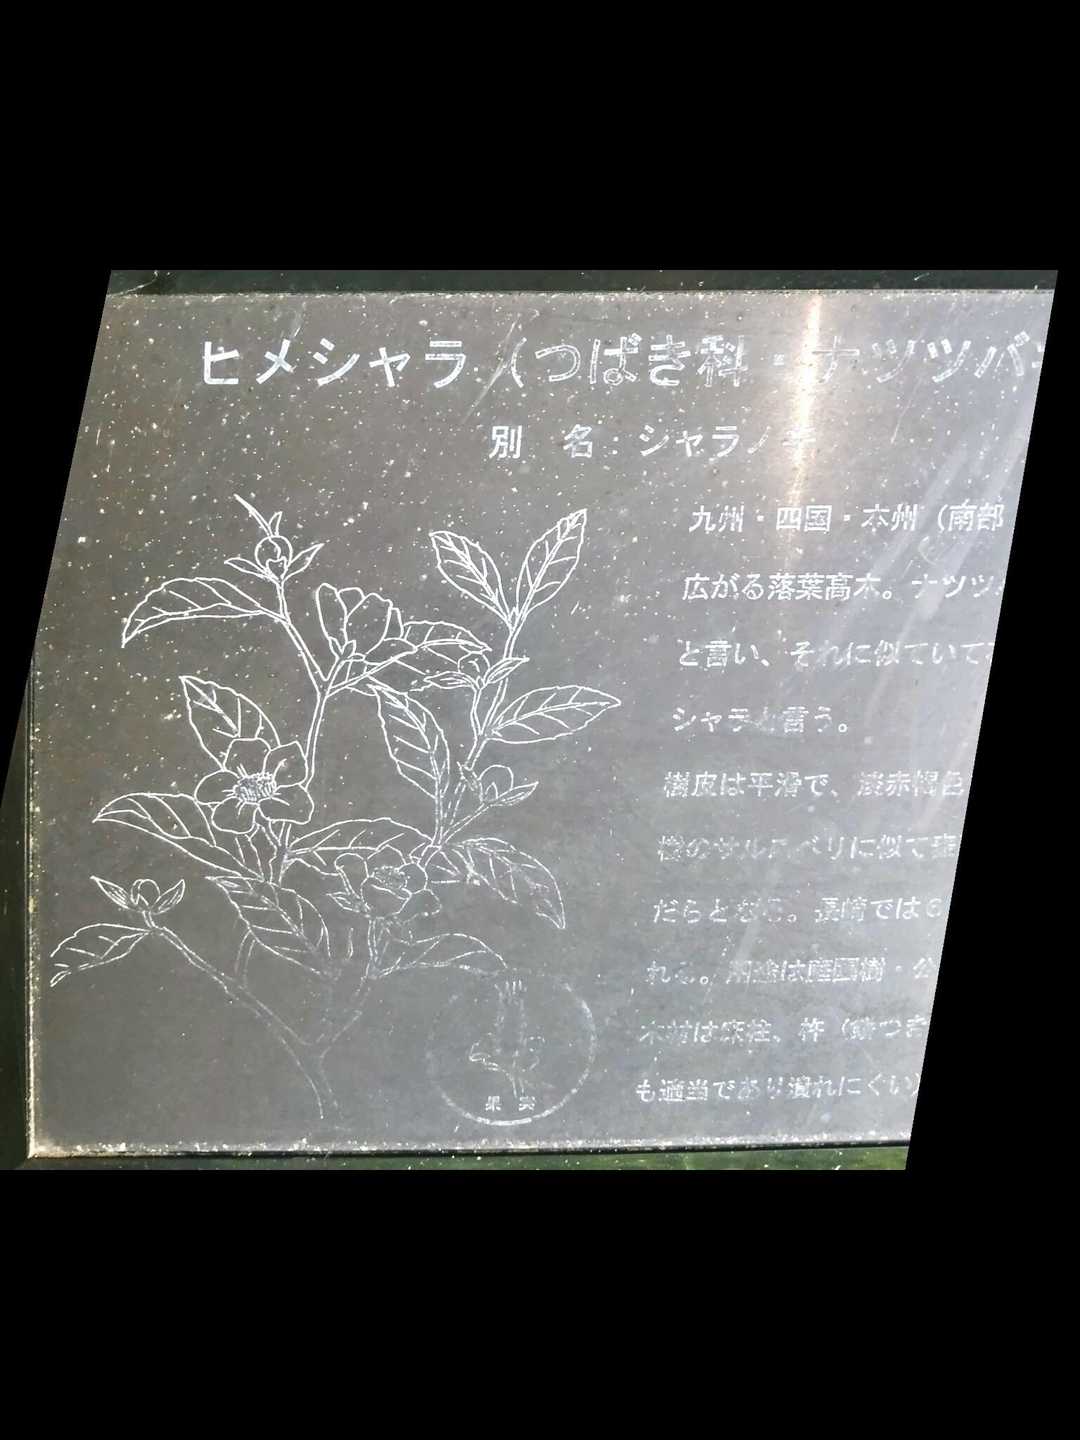 ヒメシャラ（つばき科・ナツツバ
別 名：シャラノキ
九州・四国・本州（南部
広がる落葉高木。ナツツ
と言い、それに似ていて
シャラと言う。
樹皮は平滑で、淡赤褐色
樹のサルスベリに似て
だらとなる。長崎では6
れる。用途は庭園樹・公
木材は床柱、杵（
も適当であり潰れにくい
果 実